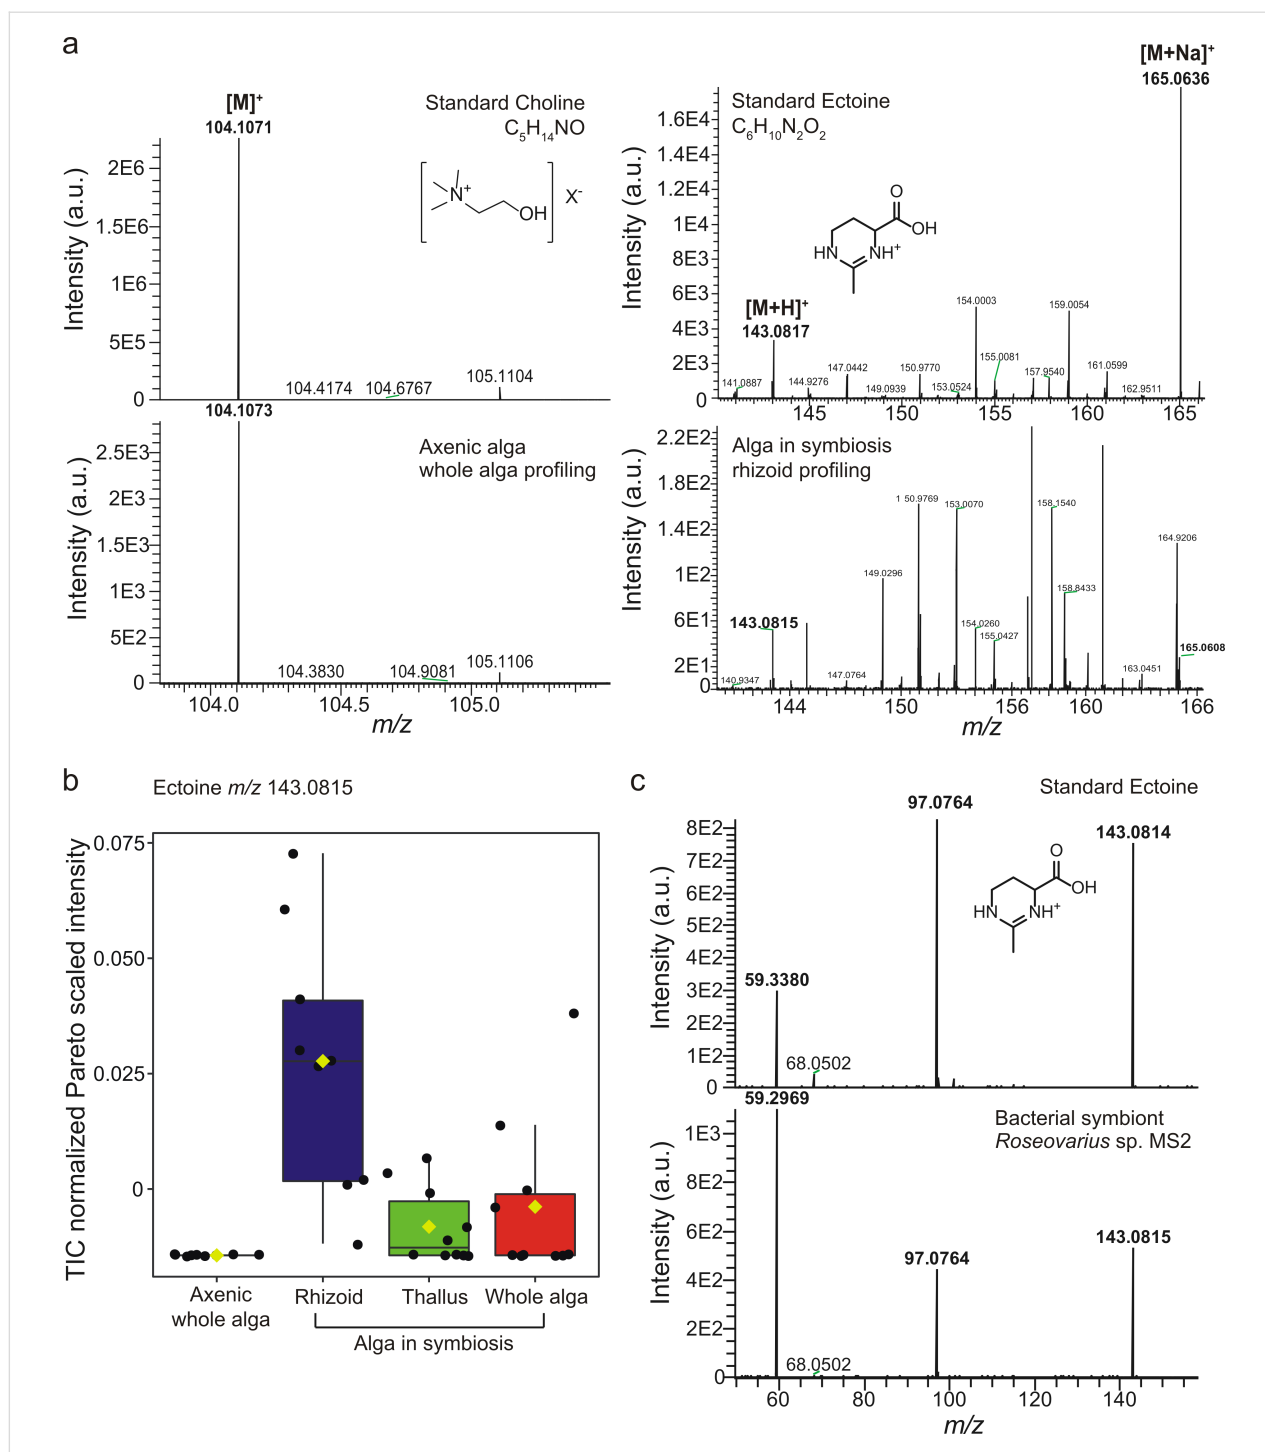 a
[M]+
104.1071
Standard Choline
C5H14NO
N+
OH
X-
Intensity (a.u.)
2E6
1.5E6
1E6
5E5
0
104.4174
104.6767
105.1104
104.1073
Axenic alga
whole alga profiling
Intensity (a.u.)
2.5E3
2E3
1.5E3
1E3
5E2
0
104.3830
104.9081
105.1106
104.0
104.5
105.0
m/z
[M+Na]+
165.0636
Standard Ectoine
C6H10N2O2
O
OH
HN
NH+
Intensity (a.u.)
1.6E4
1.4E4
1.2E4
1E4
8E3
6E3
4E3
2E3
0
[M+H]+
143.0817
141.0887
144.9276
147.0442
149.0939
150.9770
153.0524
154.0003
155.0081
157.9540
159.0054
161.0599
162.9511
145
150
155
160
165
Alga in symbiosis
rhizoid profiling
Intensity (a.u.)
2.2E2
1.8E2
1.4E2
1E2
6E1
2E1
0
140.9347
143.0815
147.0764
149.0296
1 50.9769
153.0070
154.0260
155.0427
158.1540
158.8433
163.0451
164.9206
165.0608
144
150
156
160
166
m/z
b
Ectoine m/z 143.0815
TIC normalized Pareto scaled intensity
0.075
0.050
0.025
0
Axenic
whole alga
Rhizoid
Thallus
Whole alga
Alga in symbiosis
c
Standard Ectoine
97.0764
143.0814
59.3380
68.0502
O
OH
HN
NH+
Intensity (a.u.)
8E2
7E2
6E2
5E2
4E2
3E2
2E2
1E2
0
59.2969
Bacterial symbiont
Roseovarius sp. MS2
97.0764
143.0815
68.0502
Intensity (a.u.)
1E3
8E2
6E2
4E2
2E2
0
60
80
100
120
140
m/z